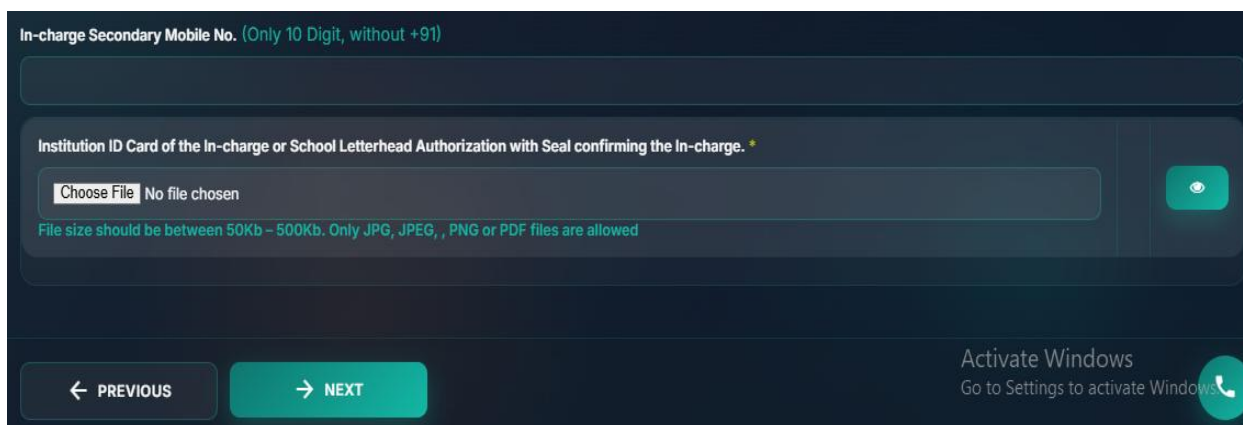 In-charge Secondary Mobile No. (Only 10 Digit, without +91)
Institution ID Card of the In-charge or School Letterhead Authorization with Seal confirming the In-charge. *
Choose File No file chosen
File size should be between 50Kb – 500Kb. Only JPG, JPEG, , PNG or PDF files are allowed
← PREVIOUS
→ NEXT
Activate Windows
Go to Settings to activate Windows.